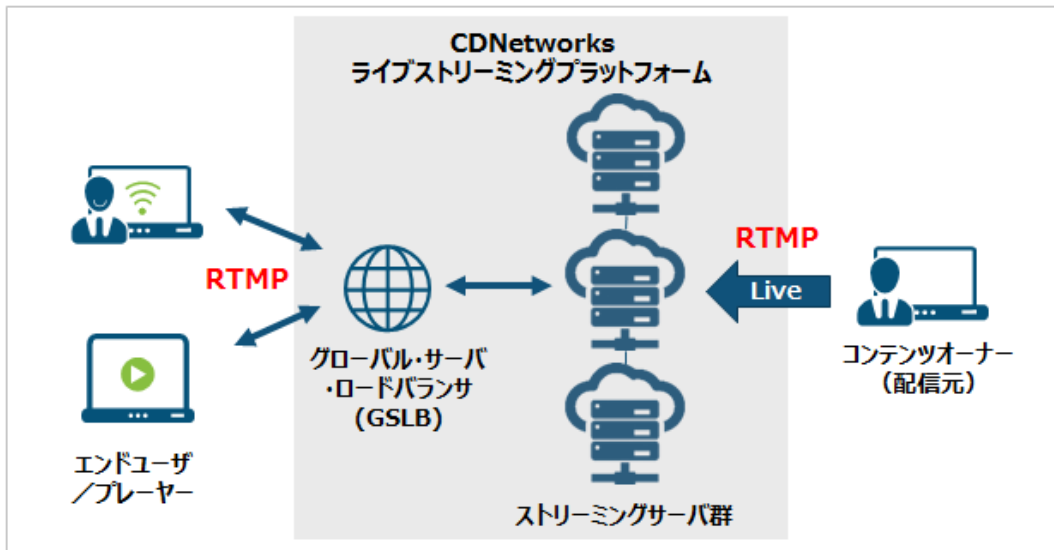 CDNetworks
ライブストリーミングプラットフォーム
RTMP
グローバル・サーバ
・ロードバランサ
(GSLB)
エンドユーザ
／プレーヤー
ストリーミングサーバ群
RTMP
Live
コンテンツオーナー
（配信元）